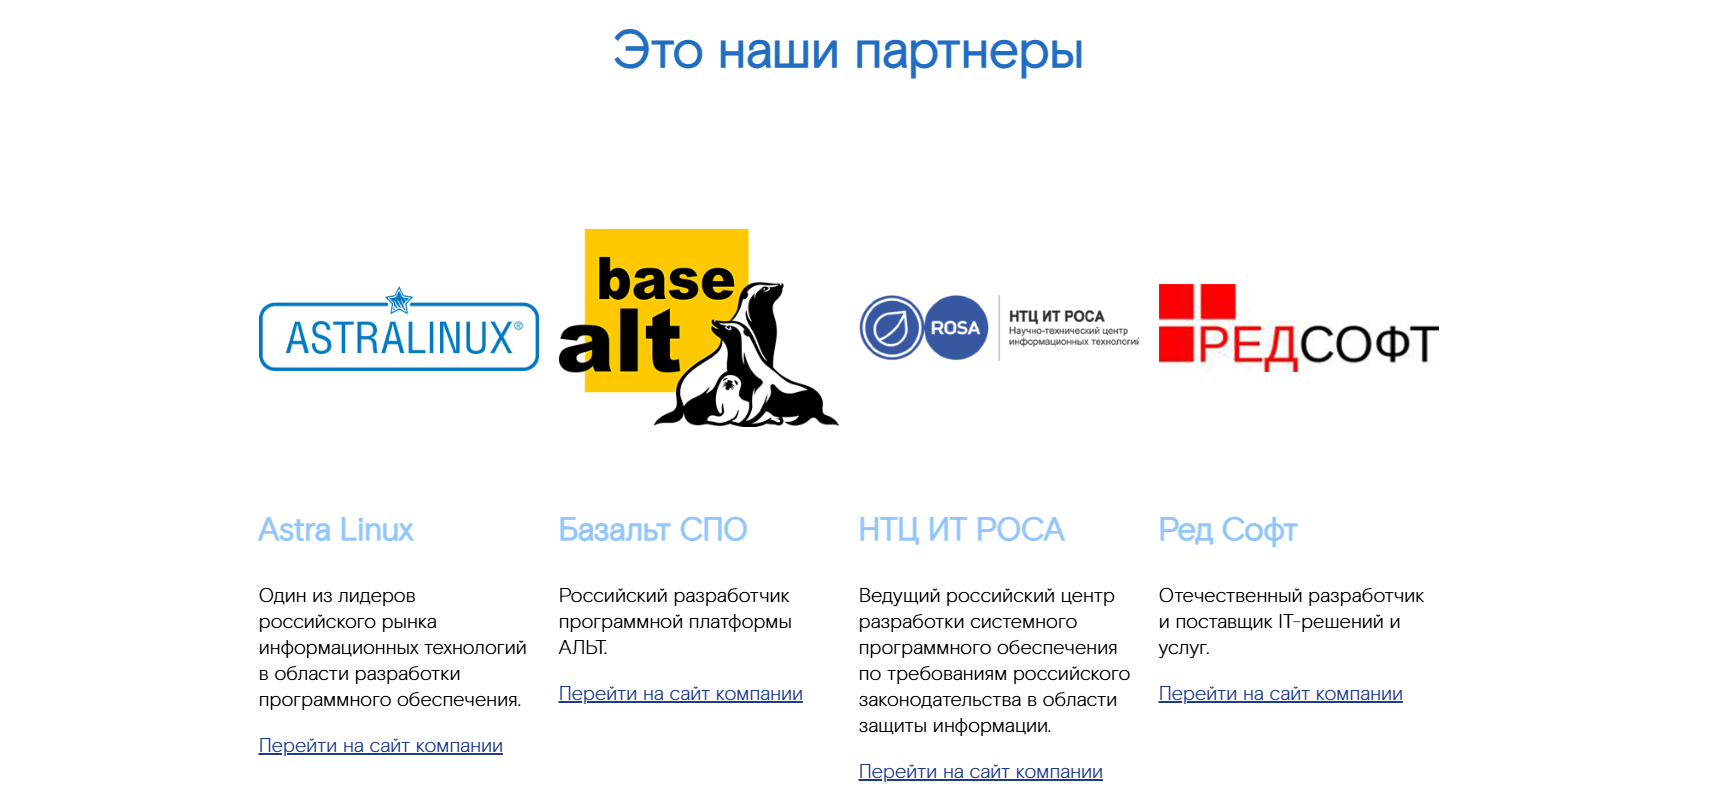 Это наши партнеры
ASTRALINUX®
base
alt
ROSA
НТЦ ИТ РОСА
Научно-технический центр
информационных технологий
РЕДСОФТ
Astra Linux
Один из лидеров
российского рынка
информационных технологий
в области разработки
программного обеспечения.
Перейти на сайт компании
Базальт СПО
Российский разработчик
программной платформы
АЛЬТ.
Перейти на сайт компании
НТЦ ИТ РОСА
Ведущий российский центр
разработки системного
программного обеспечения
по требованиям российского
законодательства в области
защиты информации.
Перейти на сайт компании
Ред Софт
Отечественный разработчик
и поставщик IT-решений и
услуг.
Перейти на сайт компании